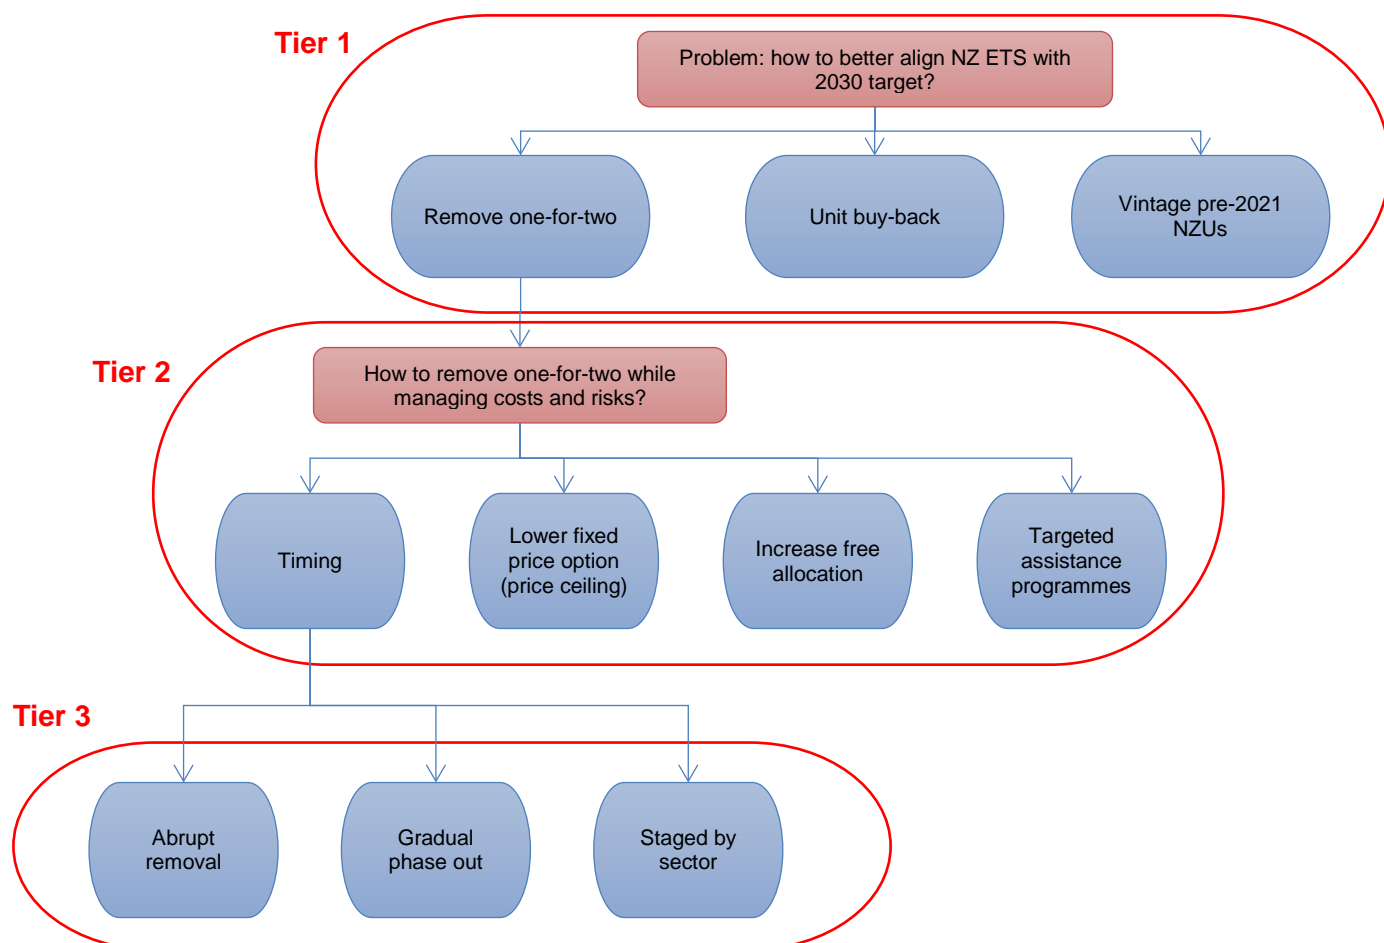 Tier 1
Problem: how to better align NZ ETS with
2030 target?
Remove one-for-two
Unit buy-back
Vintage pre-2021
NZUs
Tier 2
How to remove one-for-two while
managing costs and risks?
Timing
Lower fixed
price option
(price ceiling)
Increase free
allocation
Targeted
assistance
programmes
Tier 3
Abrupt
removal
Gradual
phase out
Staged by
sector